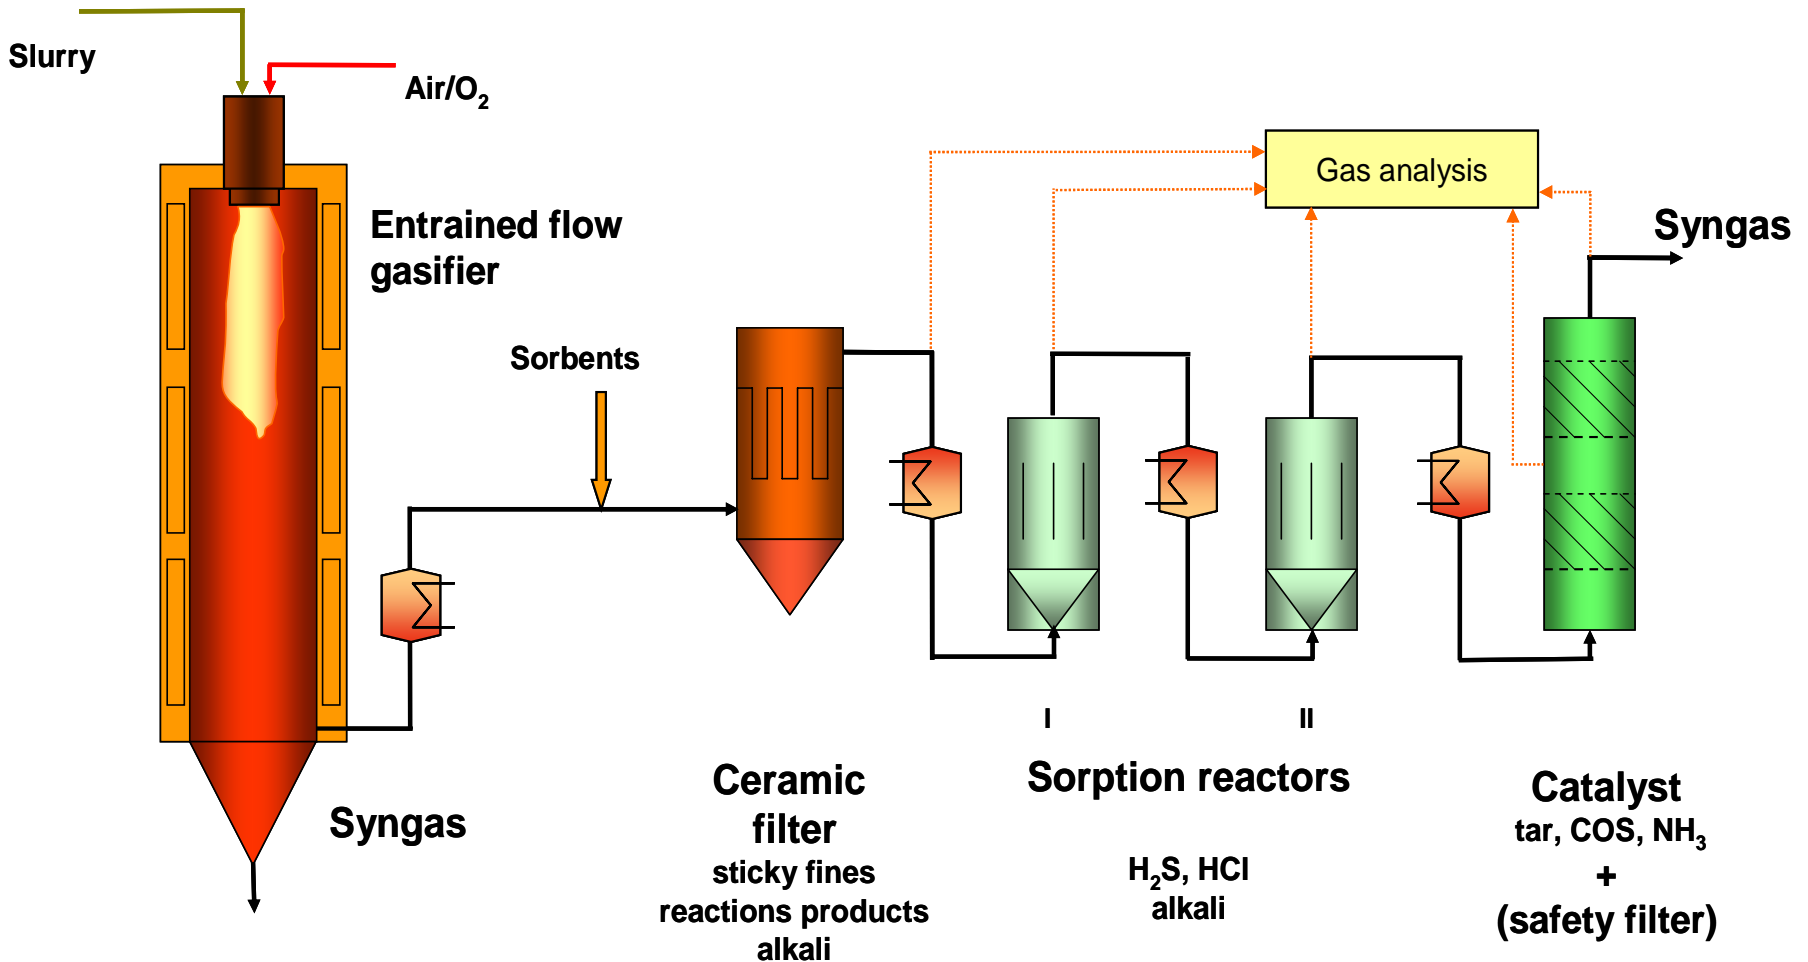 Slurry
Air/O₂
Gas analysis
Syngas
Entrained flow
gasifier
Sorbents
I
II
Ceramic
filter
sticky fines
reactions products
alkali
Sorption reactors
H₂S, HCl
alkali
Catalyst
tar, COS, NH₃
+
(safety filter)
Syngas